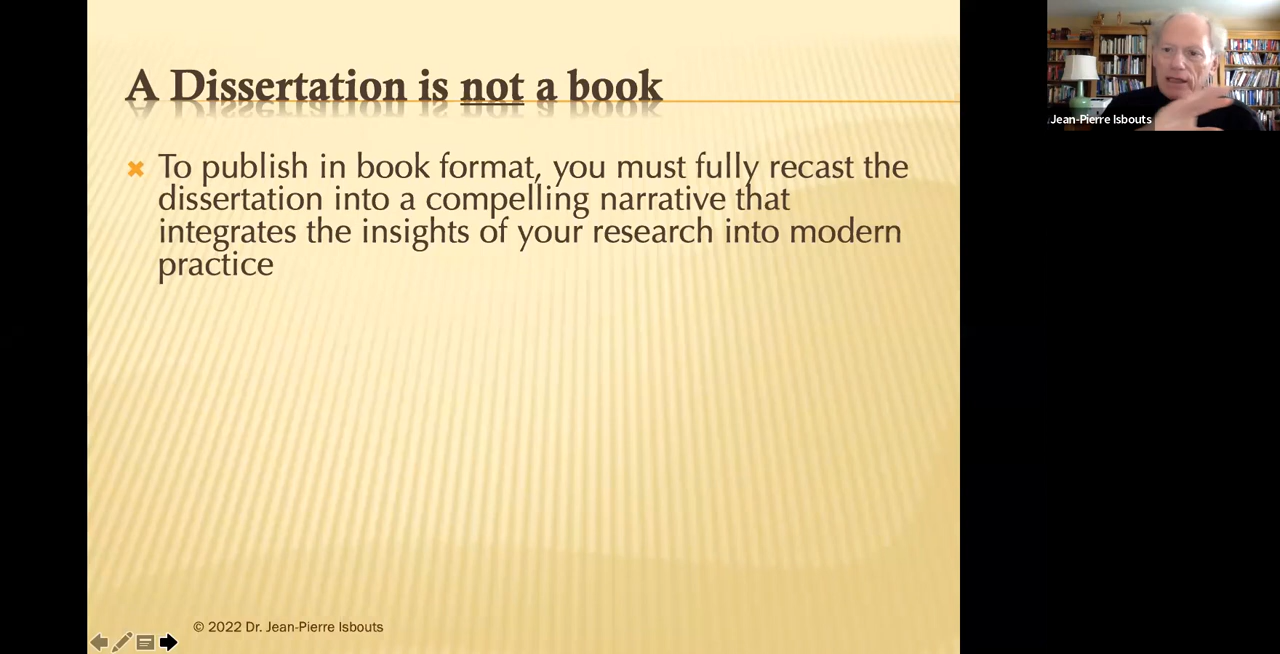 A Dissertation is not a book
To publish in book format, you must fully recast the
dissertation into a compelling narrative that
integrates the insights of your research into modern
practice
© 2022 Dr. Jean-Pierre Isbouts
Jean-Pierre Isbouts